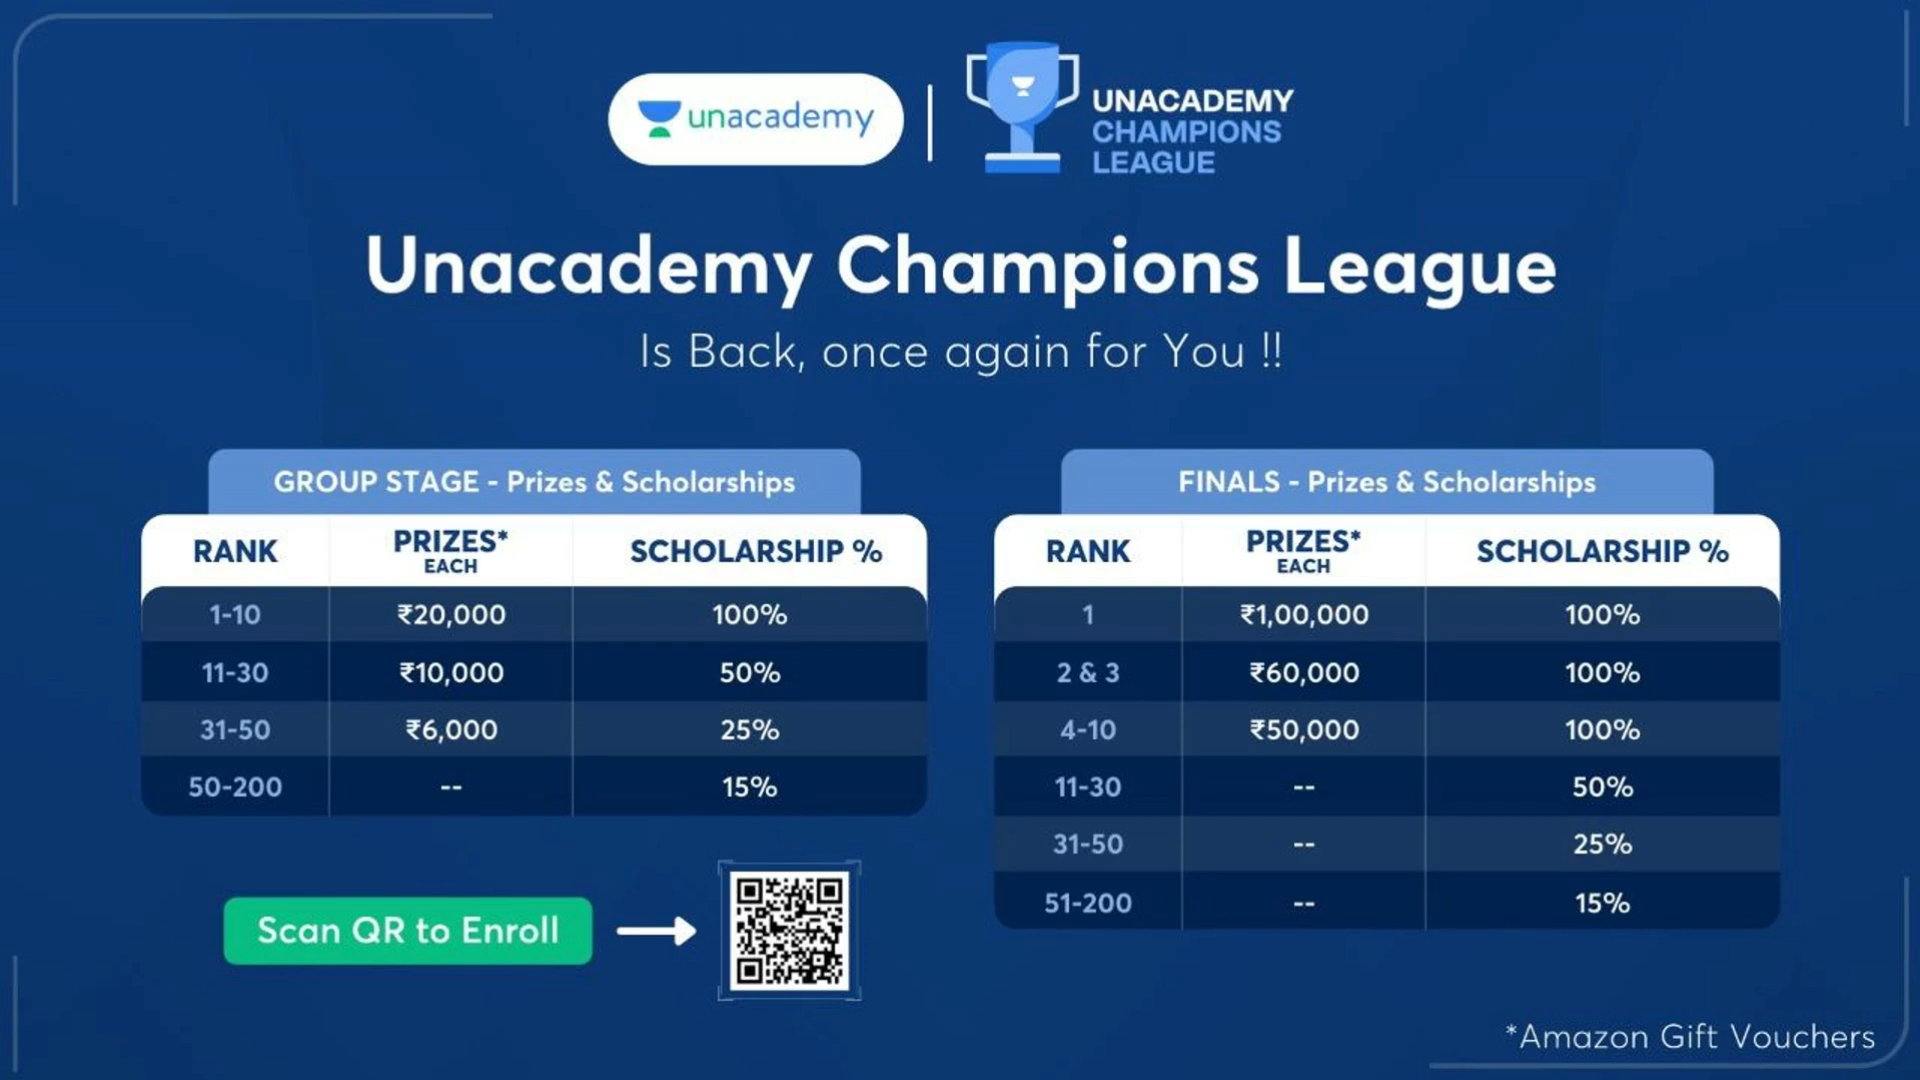 unacademy
UNACADEMY
CHAMPIONS
LEAGUE
Unacademy Champions League
Is Back, once again for You !!
GROUP STAGE - Prizes & Scholarships
RANK PRIZES* EACH SCHOLARSHIP %
1-10 ₹20,000 100%
11-30 ₹10,000 50%
31-50 ₹6,000 25%
50-200 -- 15%
Scan QR to Enroll
FINALS - Prizes & Scholarships
RANK PRIZES* EACH SCHOLARSHIP %
1 ₹1,00,000 100%
2 & 3 ₹60,000 100%
4-10 ₹50,000 100%
11-30 -- 50%
31-50 -- 25%
51-200 -- 15%
*Amazon Gift Vouchers